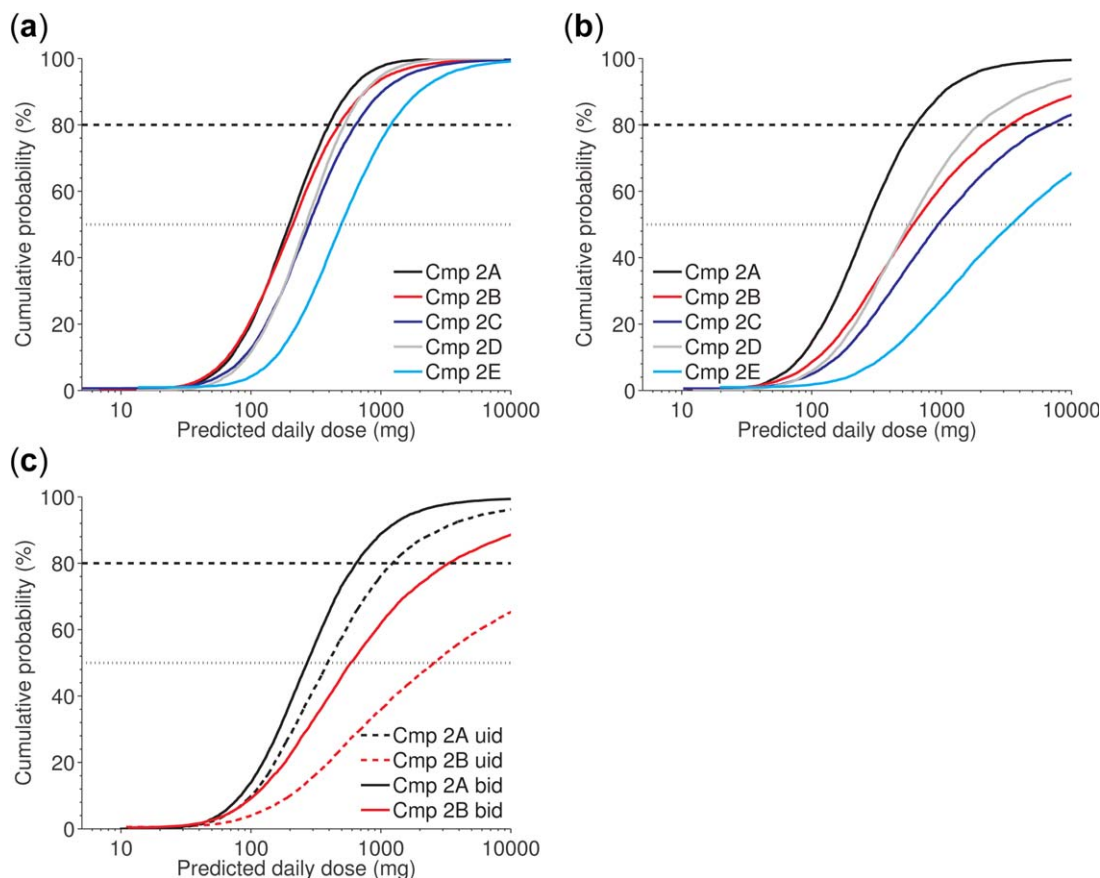 (a)
100
80
60
40
20
0
Cumulative probability (%)
Cmp 2A
Cmp 2B
Cmp 2C
Cmp 2D
Cmp 2E
10 100 1000 10000
Predicted daily dose (mg)
(b)
100
80
60
40
20
0
Cumulative probability (%)
Cmp 2A
Cmp 2B
Cmp 2C
Cmp 2D
Cmp 2E
10 100 1000 10000
Predicted daily dose (mg)
(c)
100
80
60
40
20
0
Cumulative probability (%)
Cmp 2A uid
Cmp 2B uid
Cmp 2A bid
Cmp 2B bid
10 100 1000 10000
Predicted daily dose (mg)